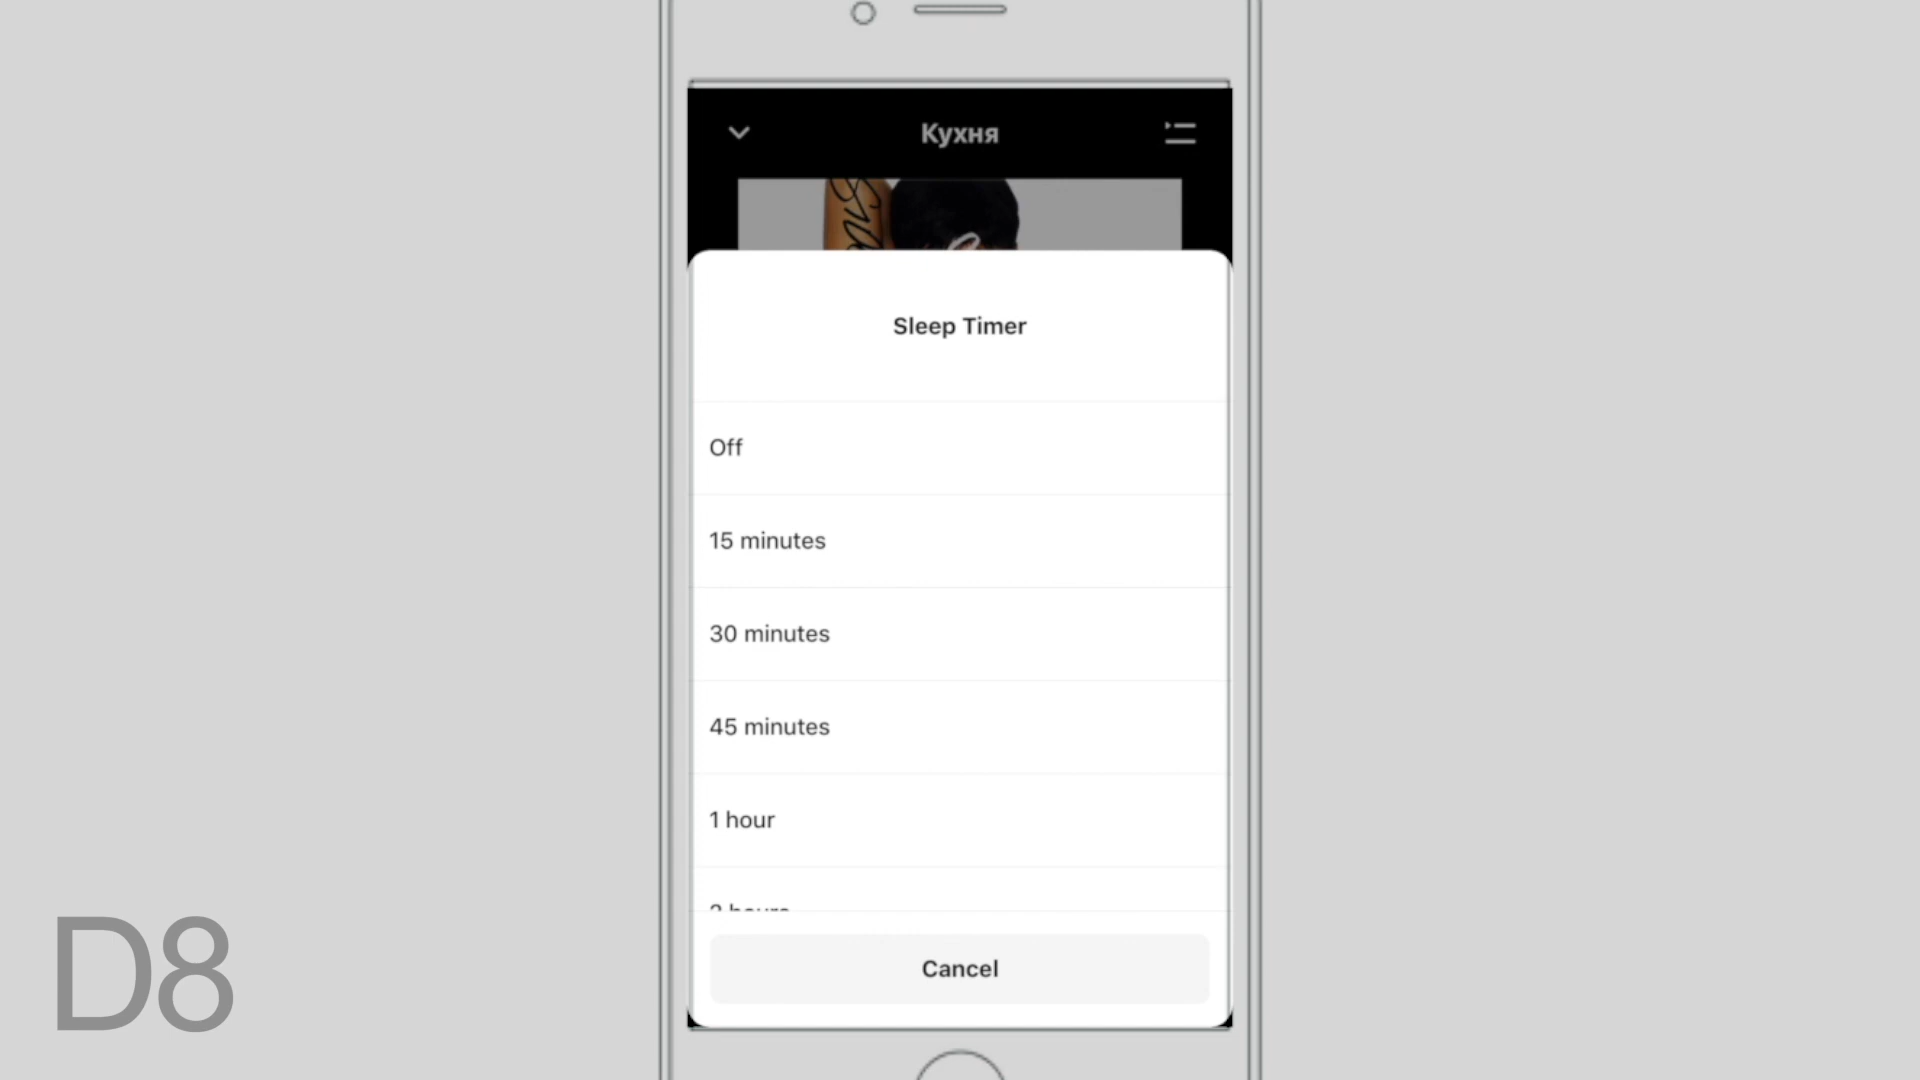 Кухня
Sleep Timer
Off
15 minutes
30 minutes
45 minutes
1 hour
Cancel
D8